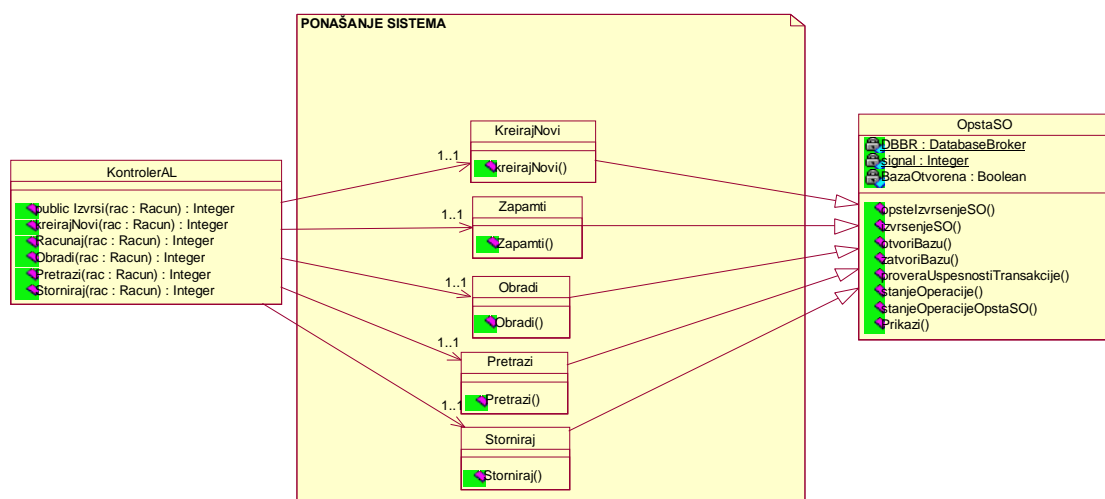 PONAŠANJE SISTEMA
KontrolerAL
public Izvrsi(rac : Racun) : Integer
kreirajNovi(rac : Racun) : Integer
Racunaj(rac : Racun) : Integer
Obradi(rac : Racun) : Integer
Pretrazi(rac : Racun) : Integer
Storniraj(rac : Racun) : Integer
1..1
1..1
1..1
1..1
1..1
KreirajNovi
kreirajNovi()
Zapamti
Zapamti()
Obradi
Obradi()
Pretrazi
Pretrazi()
Storniraj
Storniraj()
OpstaSO
DBBR : DatabaseBroker
signal : Integer
BazaOtvorena : Boolean
opsteIzvrsenjeSO()
izvrsenjeSO()
otvoriBazu()
zatvoriBazu()
proveraUspesnostiTransakcije()
stanjeOperacije()
stanjeOperacijeOpstaSO()
Prikazi()